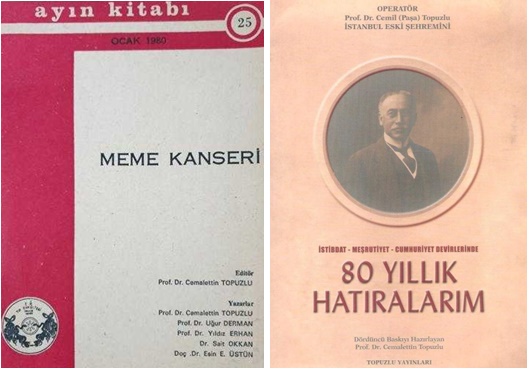 ayın kitabı
25
OCAK 1980
MEME KANSERİ
Editör
Prof. Dr. Cemalettin TOPUZLU
Yazarlar
Prof. Dr. Cemalettin TOPUZLU
Prof. Dr. Uğur DERMAN
Prof. Dr. Yıldız ERHAN
Dr. Sait OKKAN
Doç. Dr. Esin E. ÜSTÜN
OPERATÖR
Prof. Dr. Cemil (Paşa) Topuzlu
İSTANBUL ESKİ ŞEHREMİNİ
İSTİBDAT - MEŞRUTİYET - CUMHURİYET DEVİRLERİNDE
80 YILLIK
HATIRALARIM
Dördüncü Baskıyı Hazırlayan
Prof. Dr. Cemalettin Topuzlu
TOPUZLU YAYINLARI